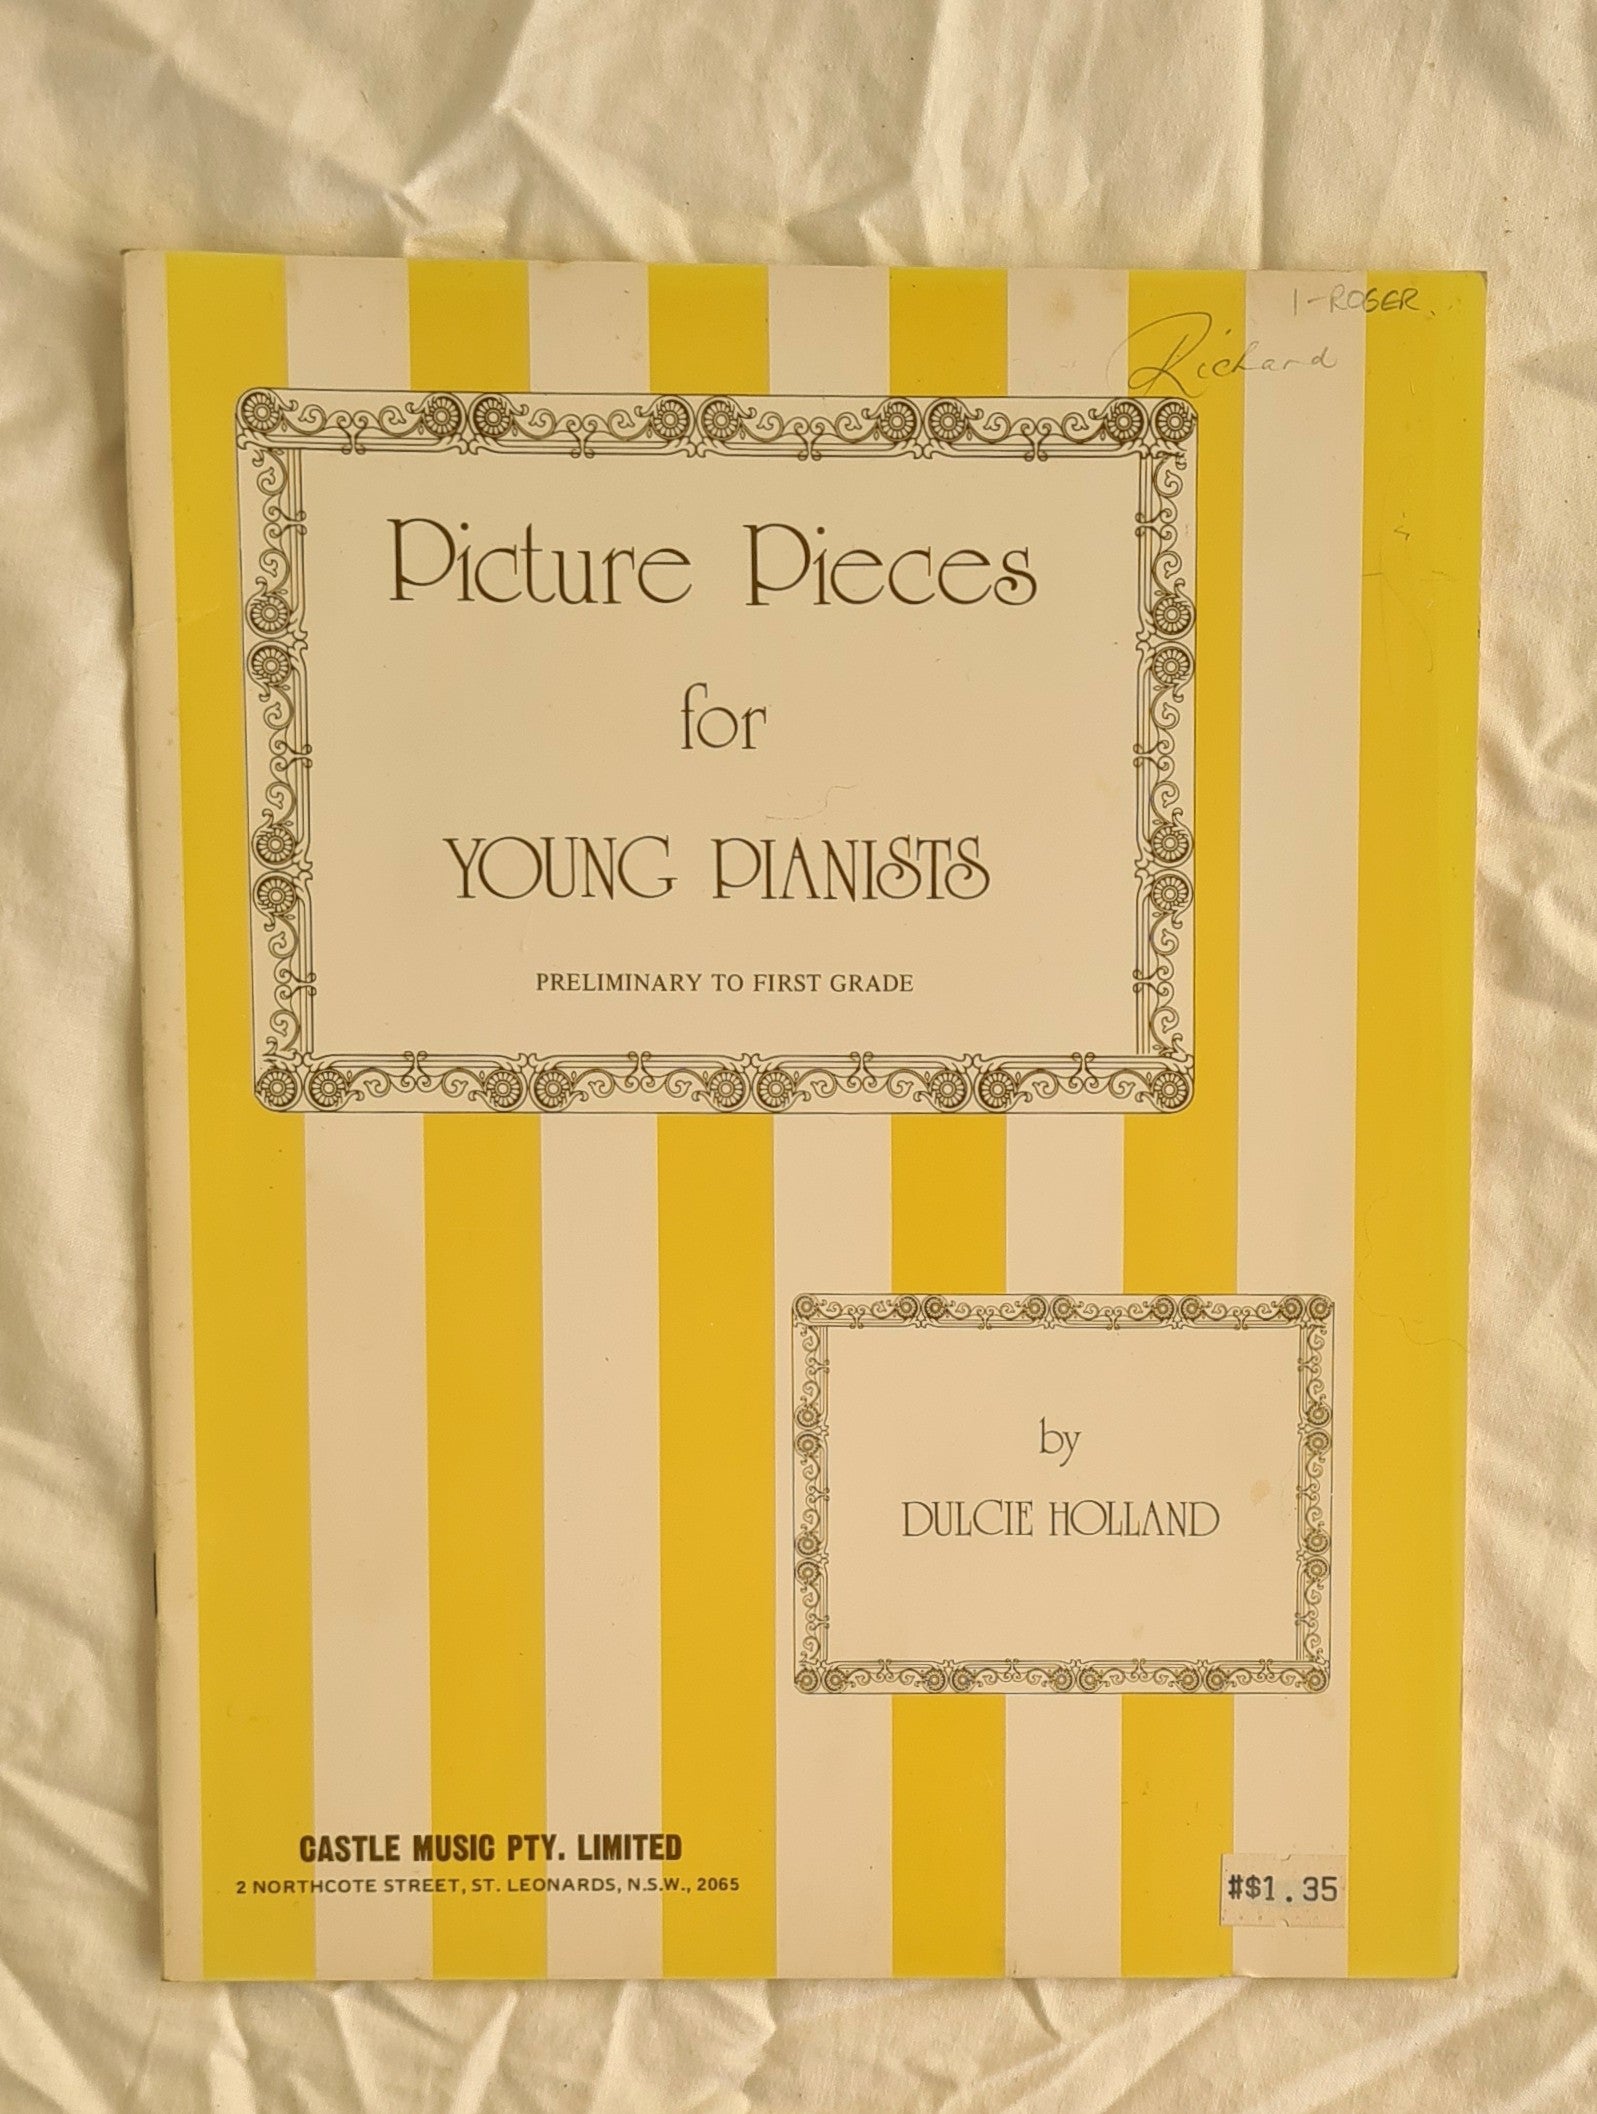 1-ROGER.
Richard
Picture Pieces
for
YOUNG PIANISTS
PRELIMINARY TO FIRST GRADE
by
DULCIE HOLLAND
CASTLE MUSIC PTY. LIMITED
2 NORTHCOTE STREET, ST. LEONARDS, N.S.W., 2065
#$1.35